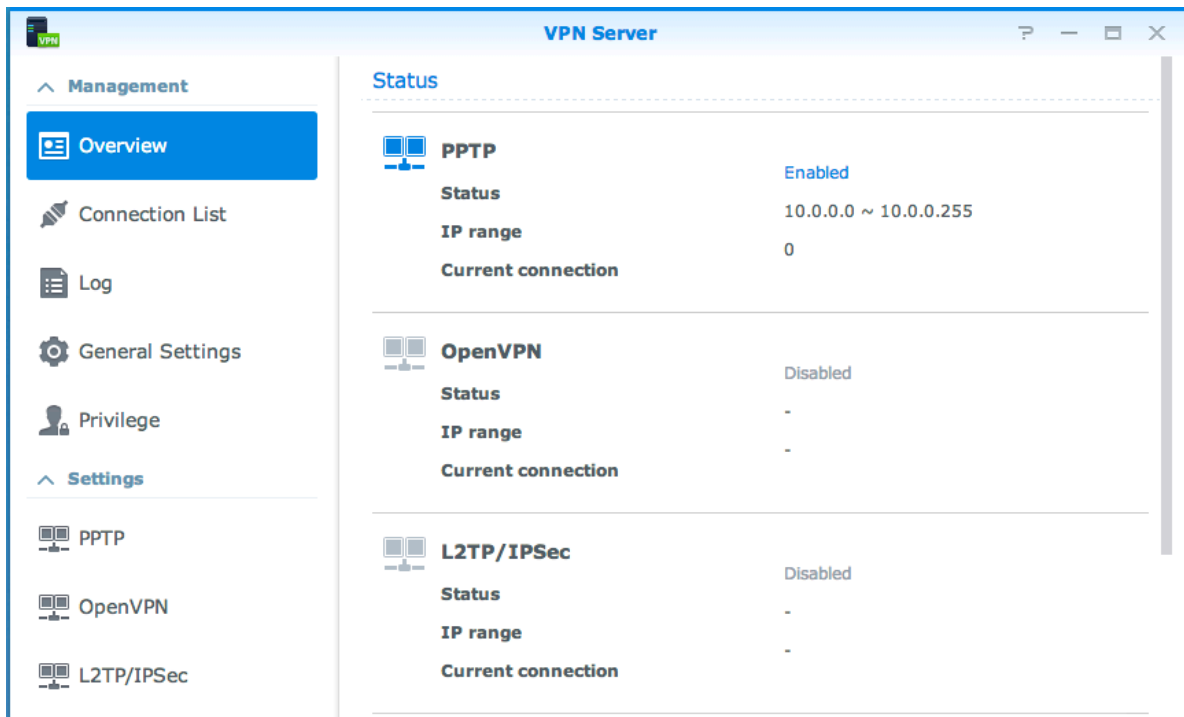 VPN
VPN Server
Management
Overview
Connection List
Log
General Settings
Privilege
Settings
PPTP
OpenVPN
L2TP/IPSec
Status
PPTP
Status
Enabled
IP range
10.0.0.0 ~ 10.0.0.255
Current connection
0
OpenVPN
Status
Disabled
IP range
-
Current connection
-
L2TP/IPSec
Status
Disabled
IP range
-
Current connection
-